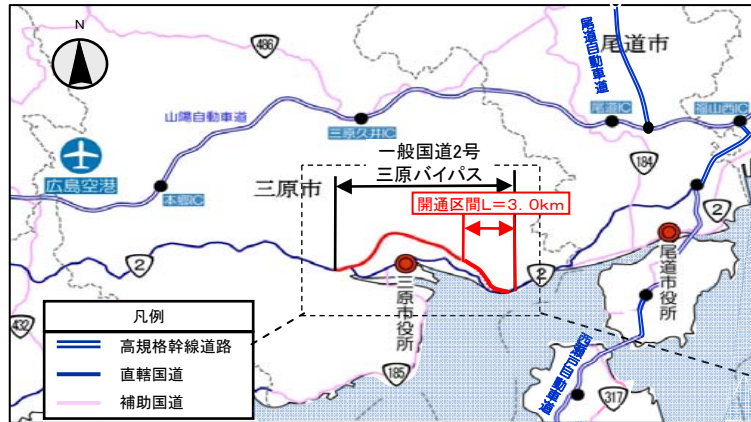 N
486
尾道市
尾道自動車道
山陽自動車道
尾道IC
福山西IC
三原久井IC
一般国道2号
三原バイパス
184
広島空港
本郷IC
三原市
開通区間L=3.0km
2
2
2
三原市役所
尾道市役所
432
185
西瀬戸自動車道
317
凡例
高規格幹線道路
直轄国道
補助国道